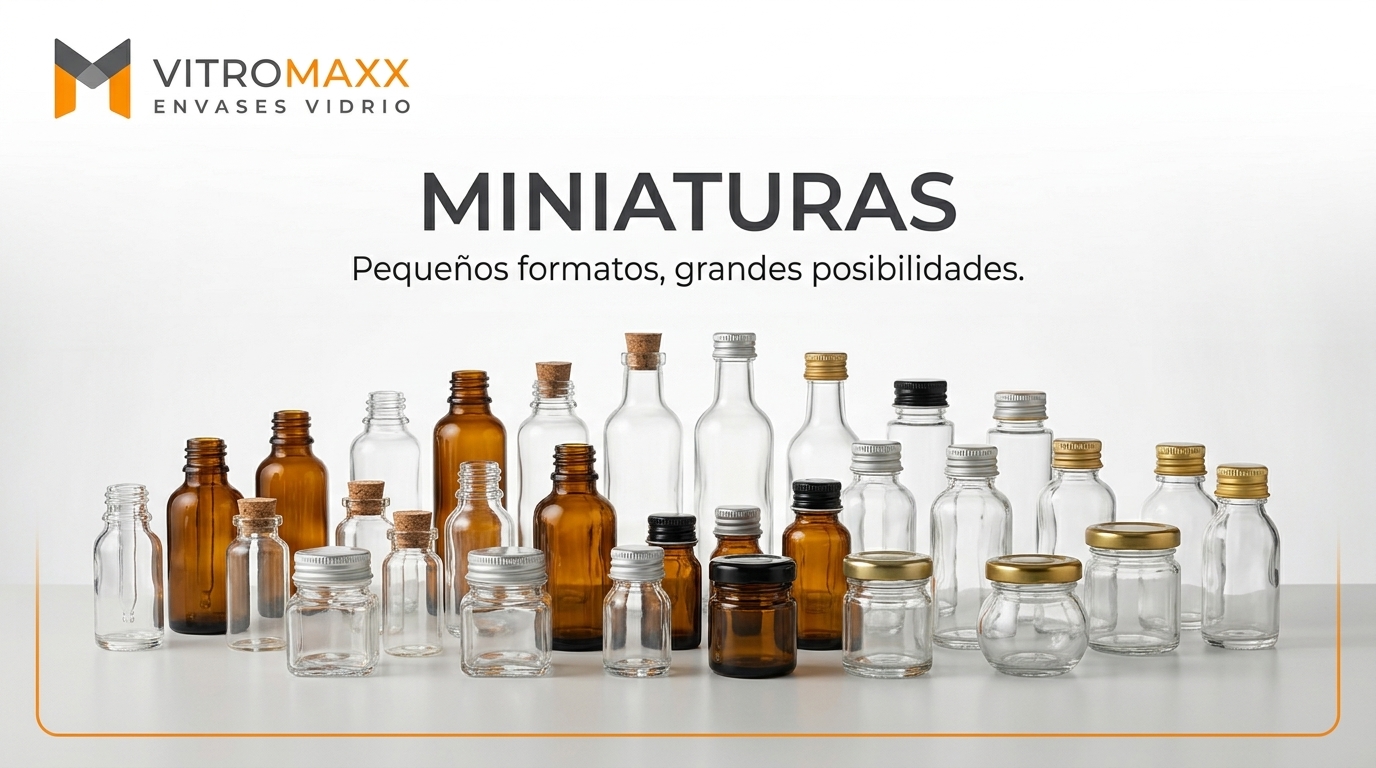 VITROMAXX
ENVASES VIDRIO
MINIATURAS
Pequeños formatos, grandes posibilidades.